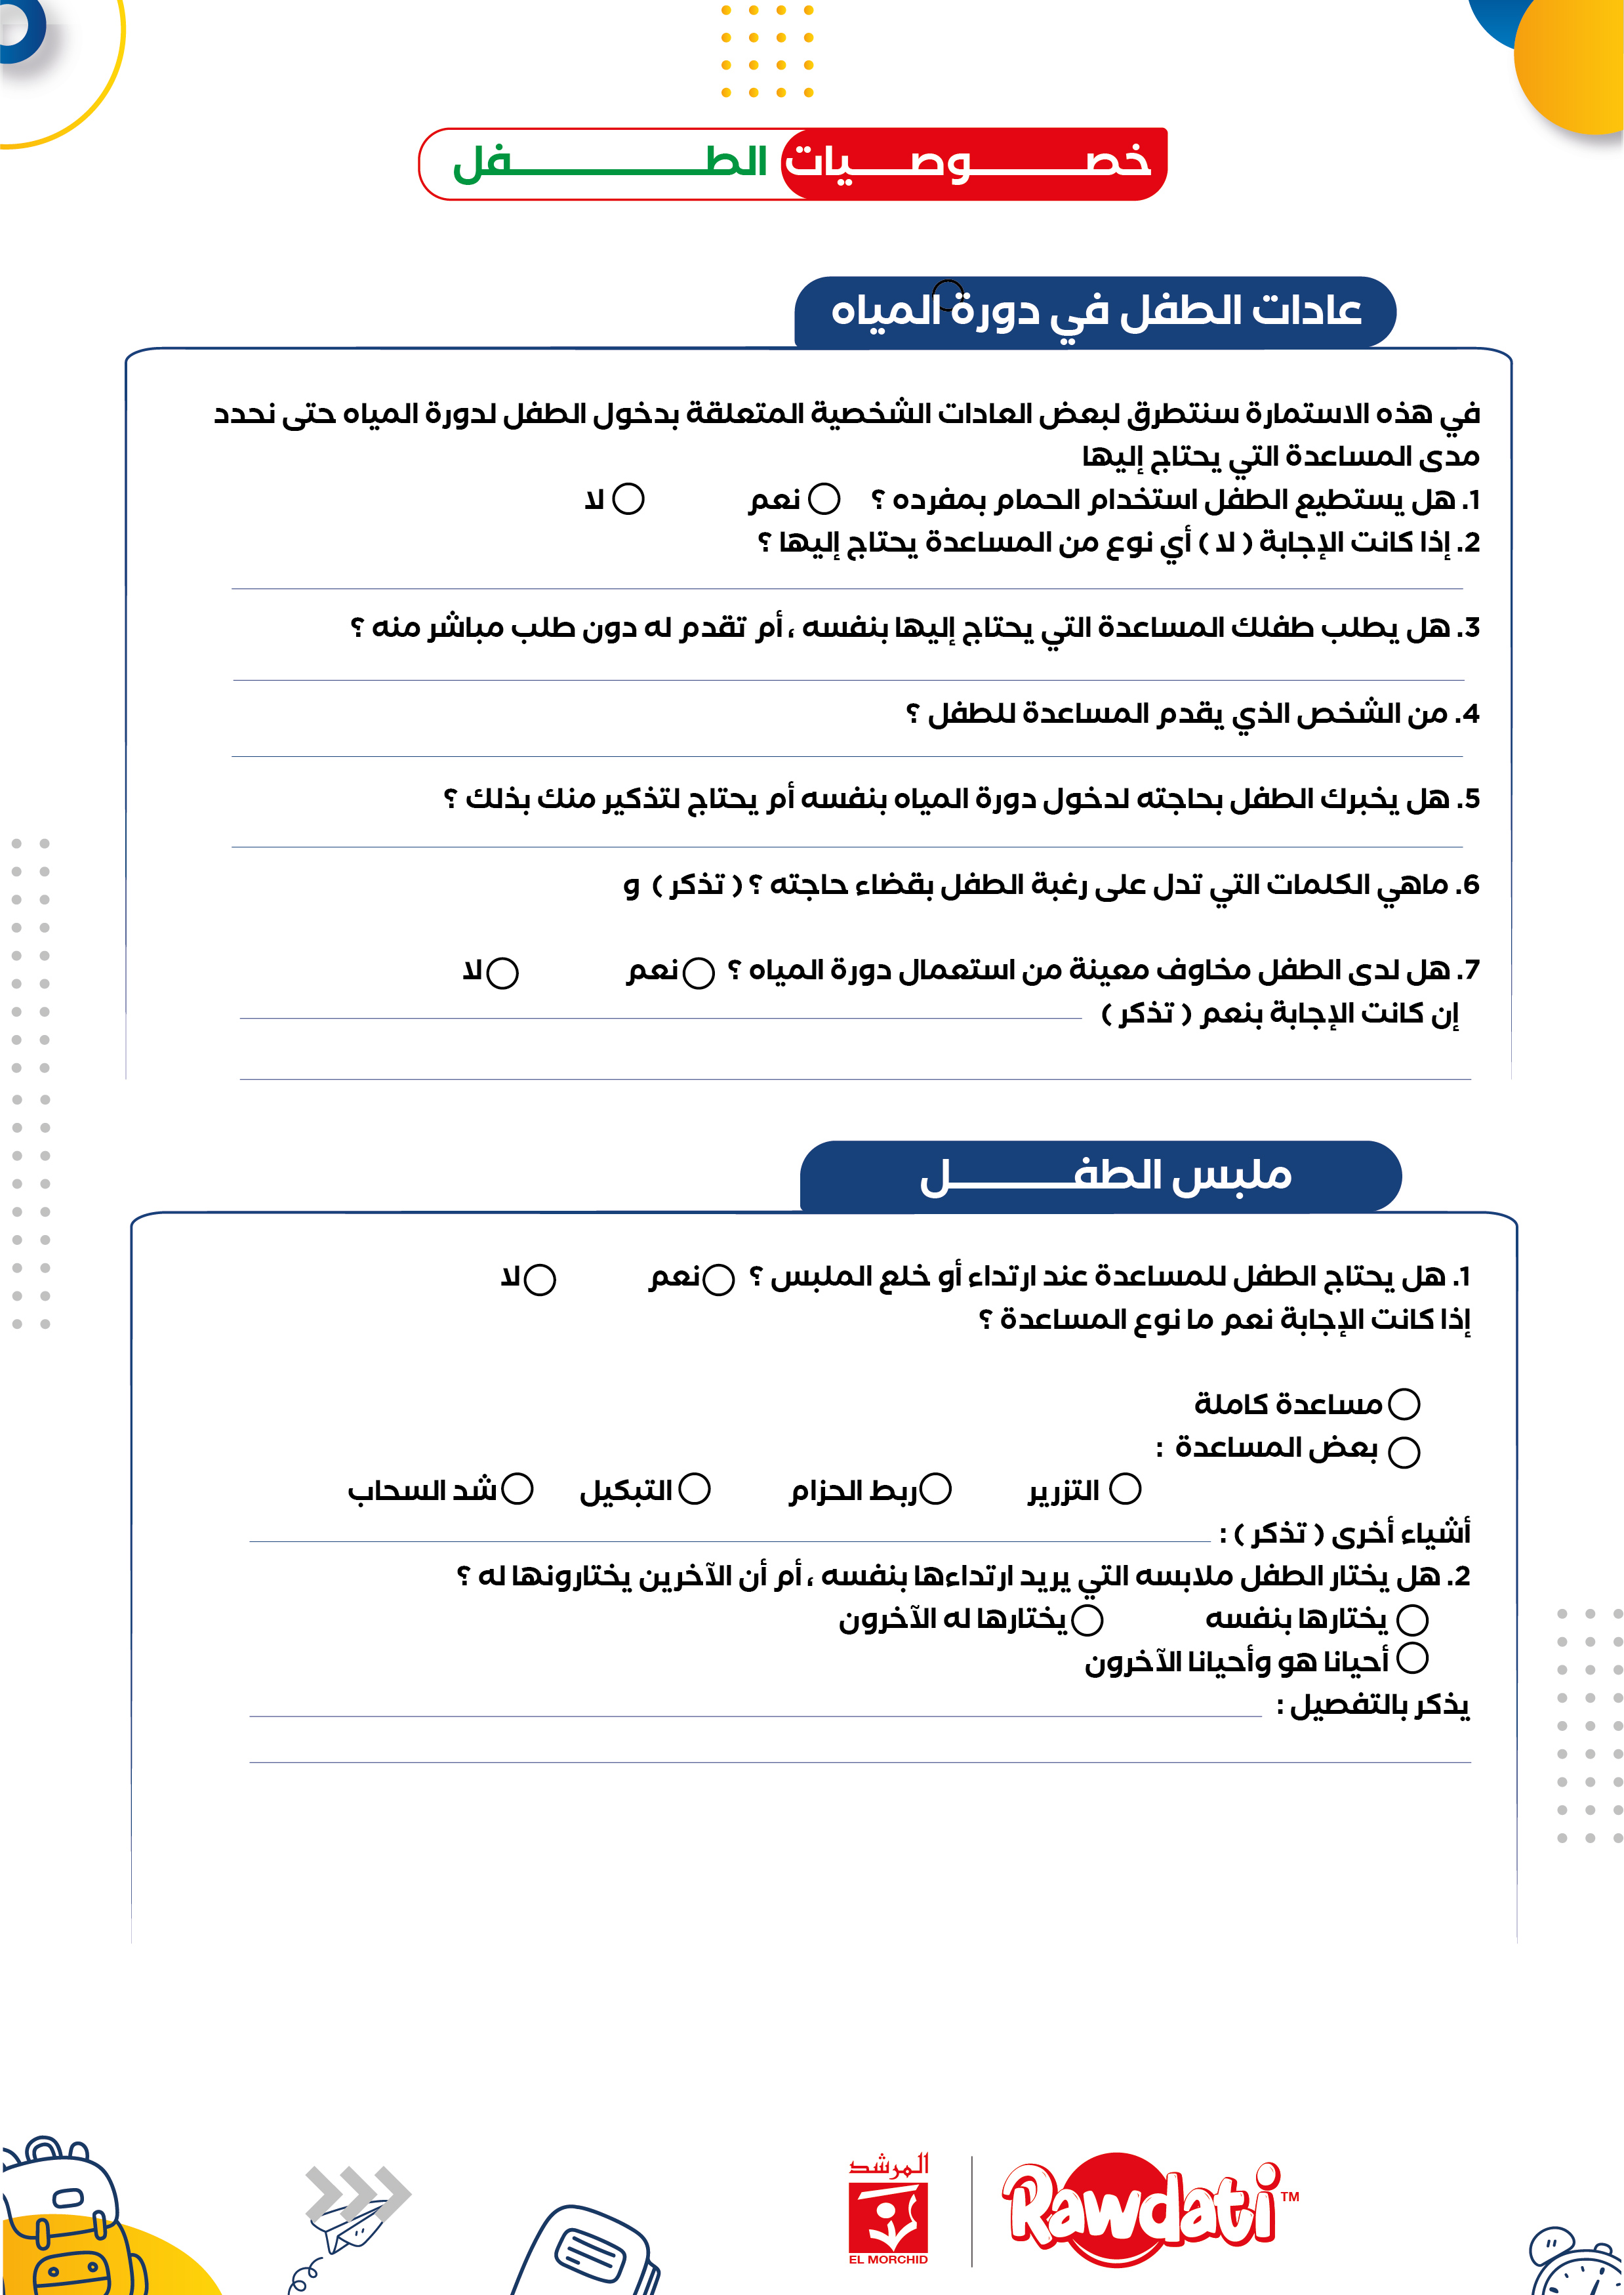 خصوصيات الطفل
عادات الطفل في دورة المياه
في هذه الاستمارة سنتطرق لبعض العادات الشخصية المتعلقة بدخول الطفل لدورة المياه حتى نحدد
مدى المساعدة التي يحتاج إليها
1. هل يستطيع الطفل استخدام الحمام بمفرده ؟ نعم لا
2. إذا كانت الإجابة ( لا ) أي نوع من المساعدة يحتاج إليها ؟
3. هل يطلب طفلك المساعدة التي يحتاج إليها بنفسه ، أم تقدم له دون طلب مباشر منه ؟
4. من الشخص الذي يقدم المساعدة للطفل ؟
5. هل يخبرك الطفل بحاجته لدخول دورة المياه بنفسه أم يحتاج لتذكير منك بذلك ؟
6. ماهي الكلمات التي تدل على رغبة الطفل بقضاء حاجته ؟ ( تذكر ) و
7. هل لدى الطفل مخاوف معينة من استعمال دورة المياه ؟ نعم لا
إن كانت الإجابة بنعم ( تذكر )
ملبس الطفل
1. هل يحتاج الطفل للمساعدة عند ارتداء أو خلع الملبس ؟ نعم لا
إذا كانت الإجابة نعم ما نوع المساعدة ؟
مساعدة كاملة
بعض المساعدة :
التزرير ربط الحزام التبكيل شد السحاب
أشياء أخرى ( تذكر ) :
2. هل يختار الطفل ملابسه التي يريد ارتداءها بنفسه ، أم أن الآخرين يختارونها له ؟
يختارها بنفسه يختارها له الآخرون
أحيانا هو وأحيانا الآخرون
يذكر بالتفصيل :
المرشد
EL MORCHID
Rawdati TM